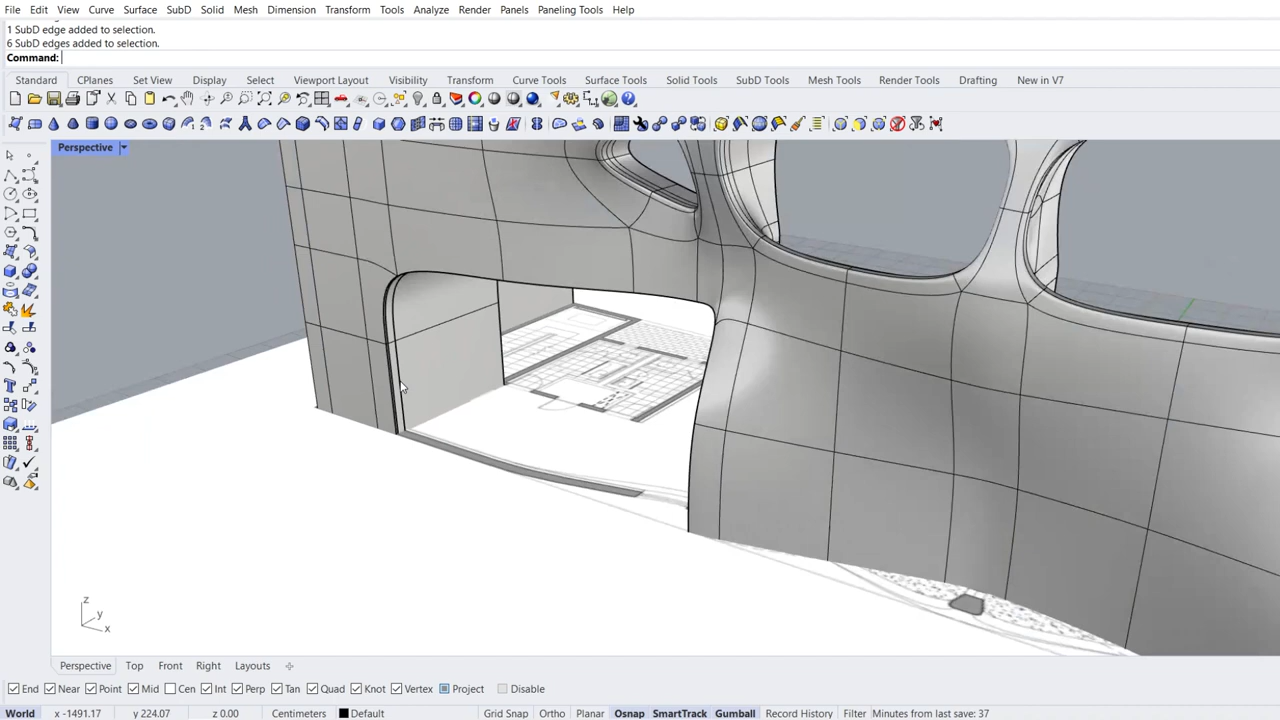 File Edit View Curve Surface SubD Solid Mesh Dimension Transform Tools Analyze Render Panels Paneling Tools Help
1 SubD edge added to selection.
6 SubD edges added to selection.
Command:
Standard CPlanes Set View Display Select Viewport Layout Visibility Transform Curve Tools Surface Tools Solid Tools SubD Tools Mesh Tools Render Tools Drafting New in V7
Perspective
z
y
x
Perspective Top Front Right Layouts
End Near Point Mid Cen Int Perp Tan Quad Knot Vertex Project Disable
World x -1491.17 y 224.07 z 0.00 Centimeters Default Grid Snap Ortho Planar Osnap SmartTrack Gumball Record History Filter Minutes from last save: 37